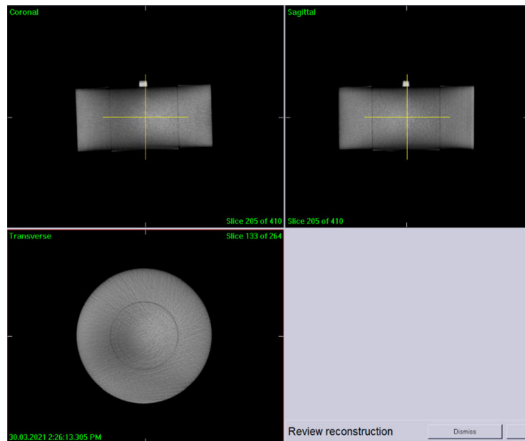 Coronal
Slice 205 of 410
Sagittal
Slice 205 of 410
Transverse
Slice 133 of 264
30.03.2021 2:26:13.305 PM
Review reconstruction
Dismiss